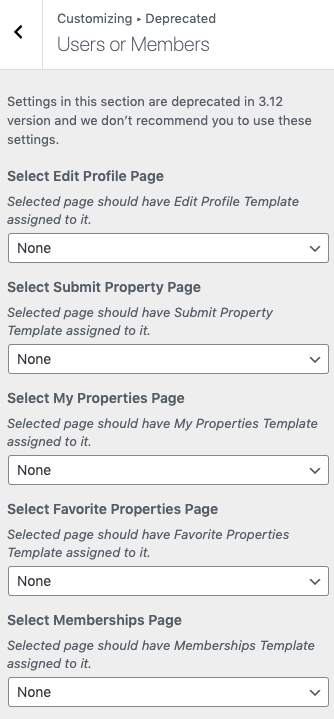 Customizing ▸ Deprecated
Users or Members
Settings in this section are deprecated in 3.12
version and we don’t recommend you to use these
settings.
Select Edit Profile Page
Selected page should have Edit Profile Template
assigned to it.
None
Select Submit Property Page
Selected page should have Submit Property
Template assigned to it.
None
Select My Properties Page
Selected page should have My Properties Template
assigned to it.
None
Select Favorite Properties Page
Selected page should have Favorite Properties
Template assigned to it.
None
Select Memberships Page
Selected page should have Memberships Template
assigned to it.
None